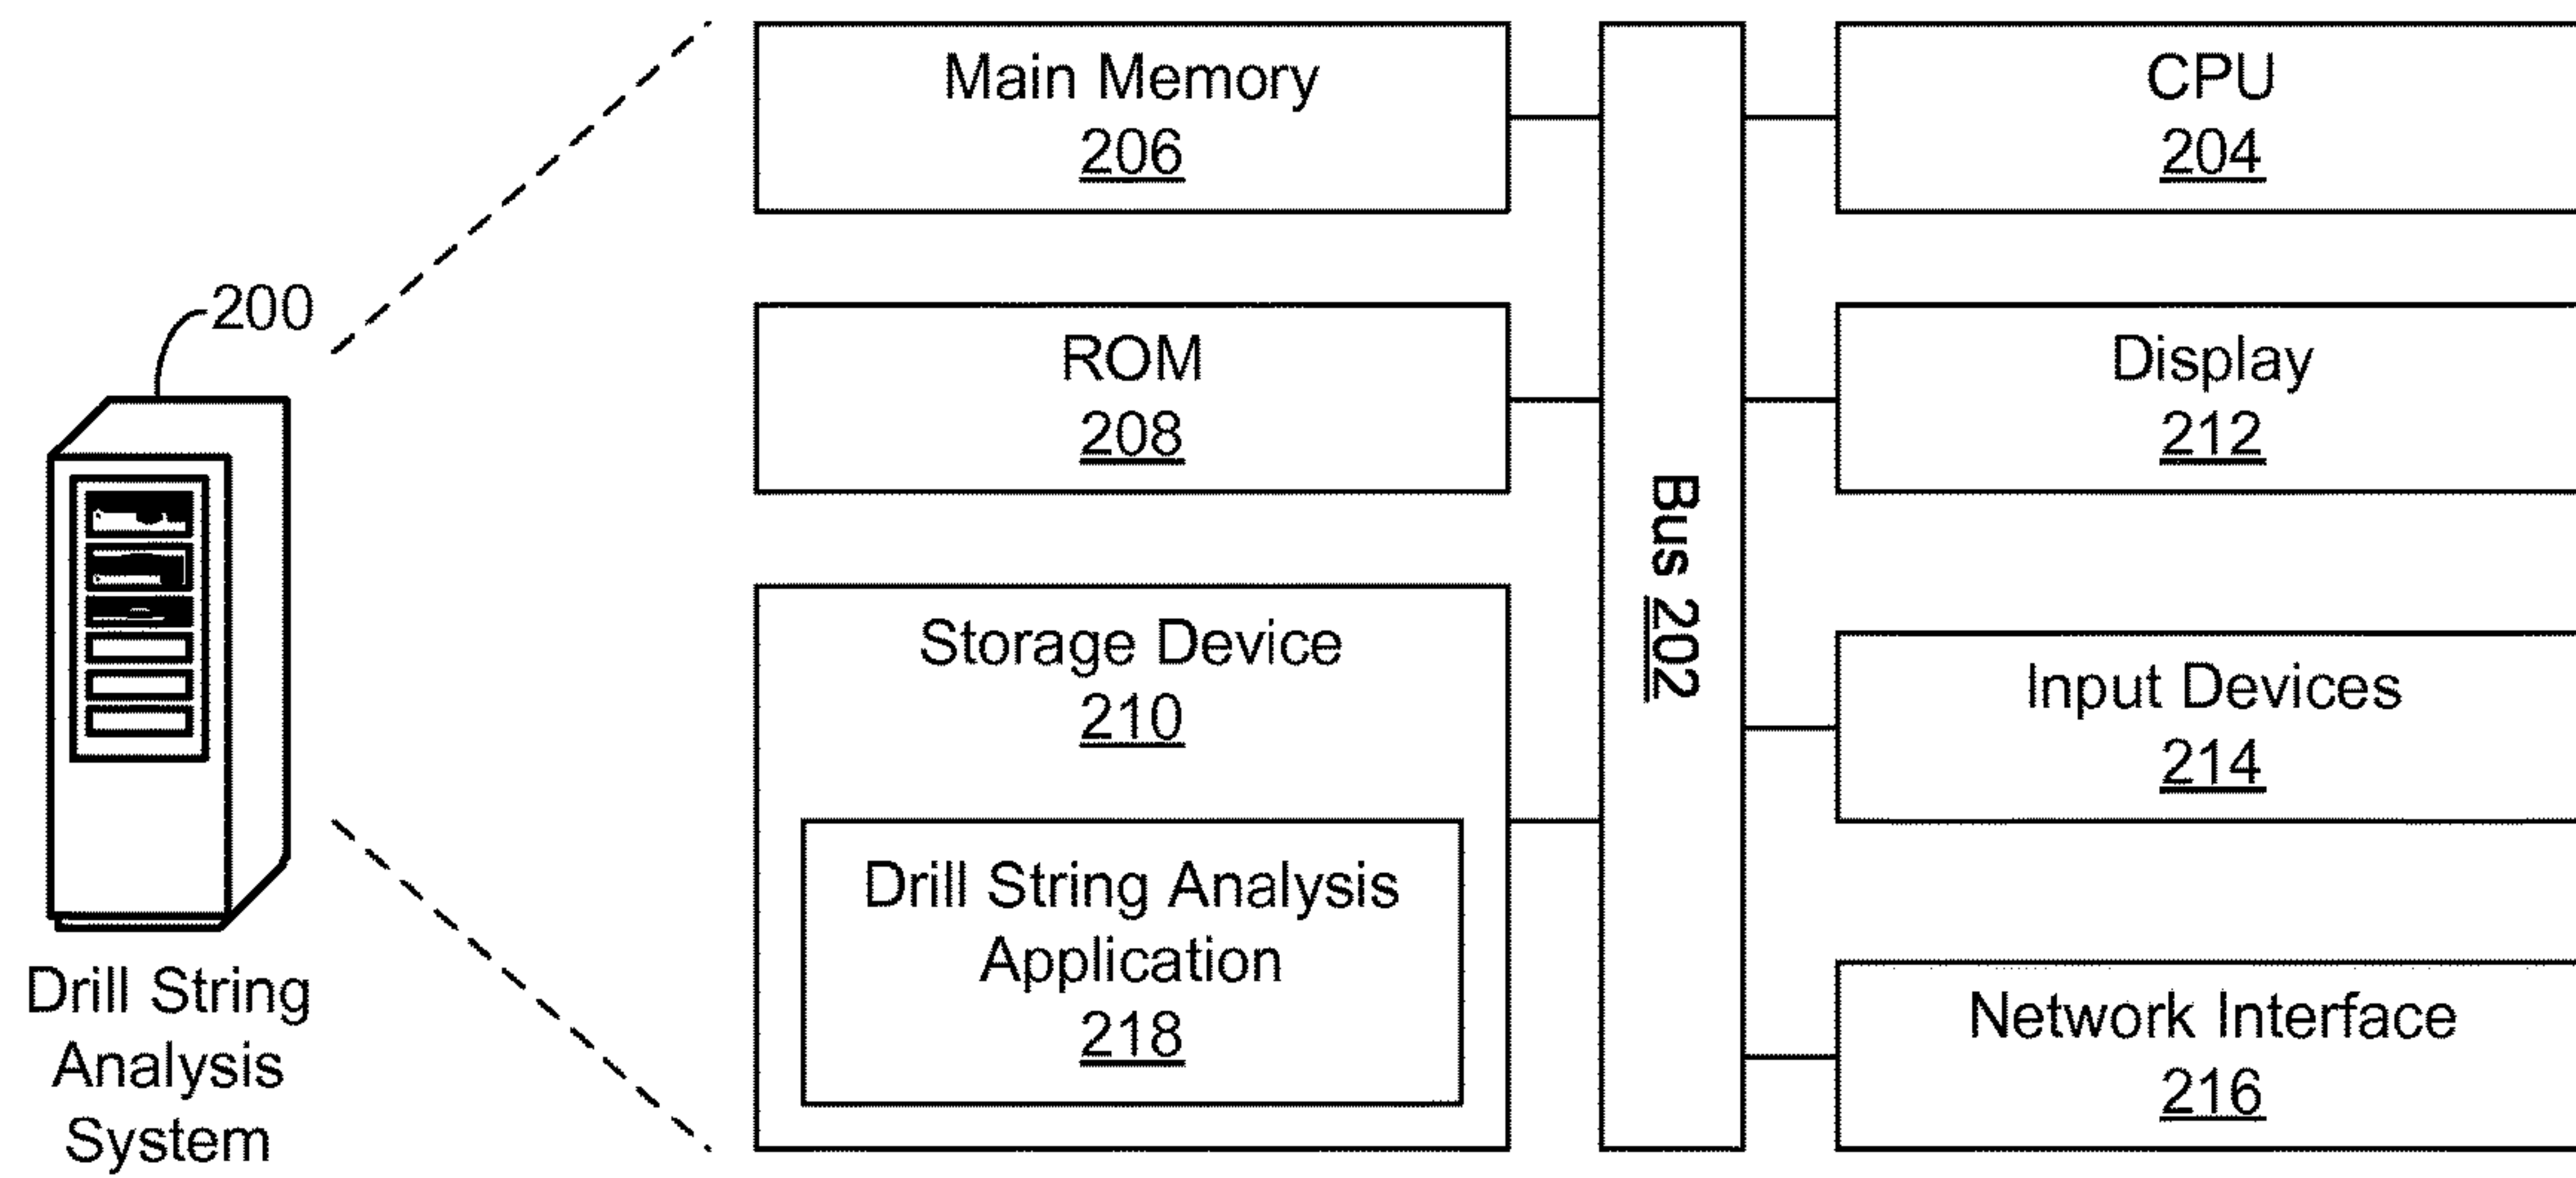 200
Drill String
Analysis
System
Main Memory
206
ROM
208
Storage Device
210
Drill String Analysis
Application
218
Bus 202
CPU
204
Display
212
Input Devices
214
Network Interface
216